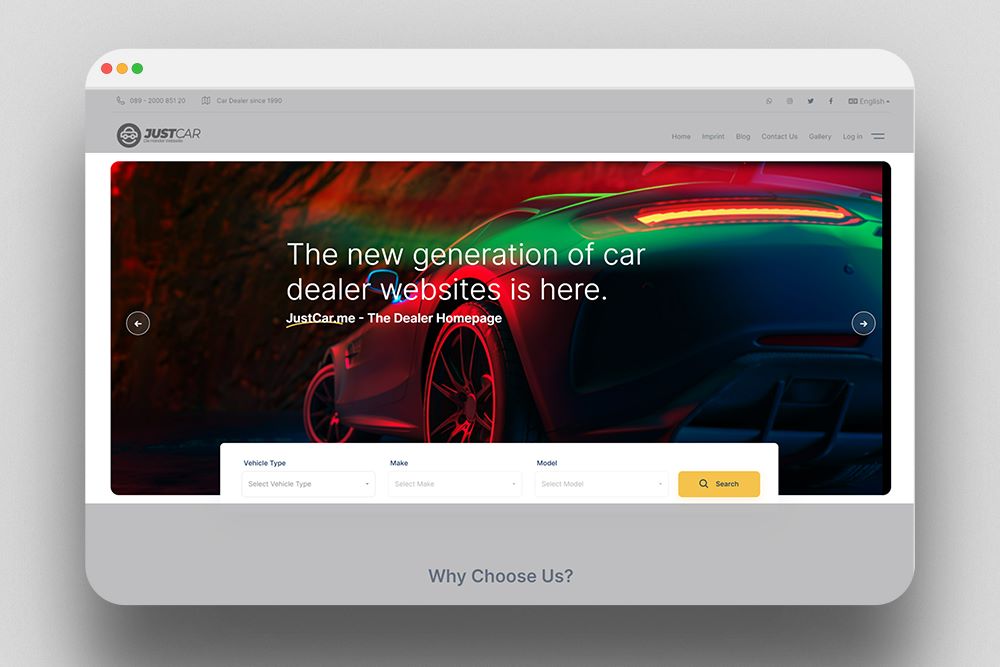 089 - 2000 851 20
Car Dealer since 1990
English
JUSTCAR
Car Handler Websites
Home
Imprint
Blog
Contact Us
Gallery
Log in
The new generation of car
dealer websites is here.
JustCar.me - The Dealer Homepage
Vehicle Type
Make
Model
Select Vehicle Type
Select Make
Select Model
Search
Why Choose Us?